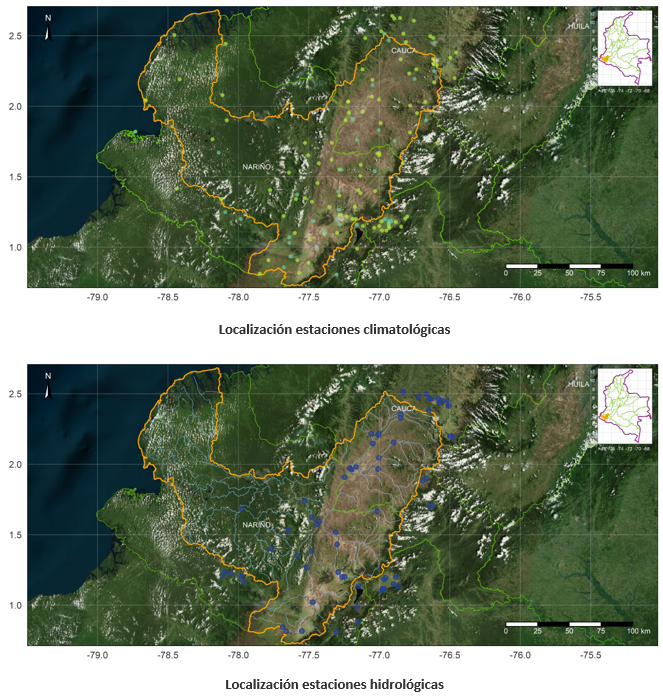 N
CAUCA
HUILA
NARIÑO
2.5
2.0
1.5
1.0
0 25 50 75 100 km
-79.0 -78.5 -78.0 -77.5 -77.0 -76.5 -76.0 -75.5
Localización estaciones climatológicas
N
CAUCA
HUILA
NARIÑO
2.5
2.0
1.5
1.0
0 25 50 75 100 km
-79.0 -78.5 -78.0 -77.5 -77.0 -76.5 -76.0 -75.5
Localización estaciones hidrológicas